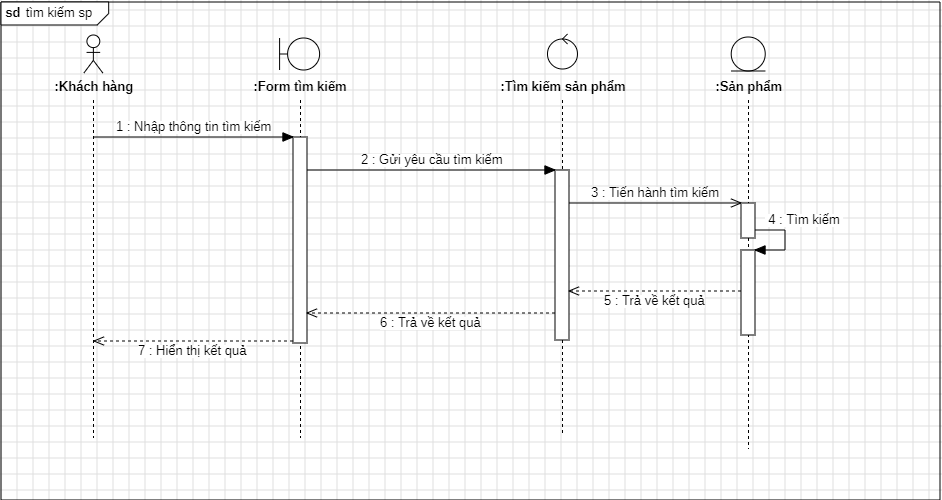 sd tìm kiếm sp
:Khách hàng
:Form tìm kiếm
:Tìm kiếm sản phẩm
:Sản phẩm
1 : Nhập thông tin tìm kiếm
2 : Gửi yêu cầu tìm kiếm
3 : Tiến hành tìm kiếm
4 : Tìm kiếm
5 : Trả về kết quả
6 : Trả về kết quả
7 : Hiển thị kết quả